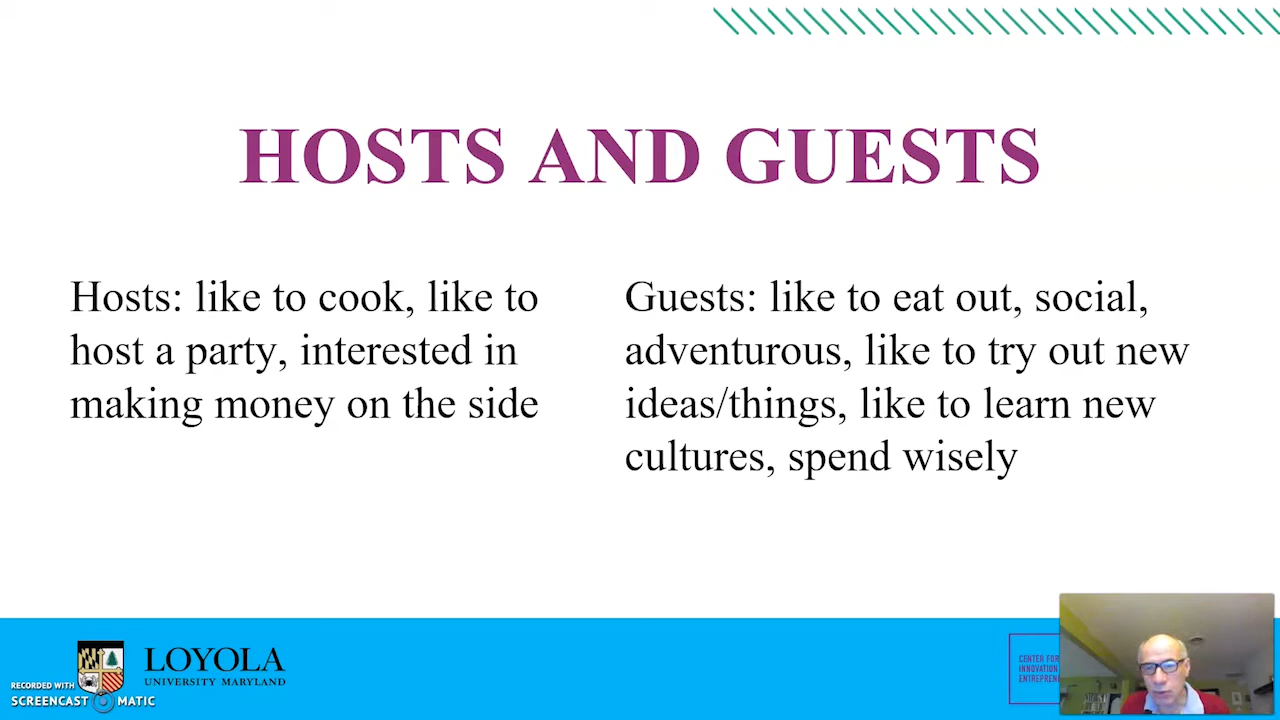 HOSTS AND GUESTS
Hosts: like to cook, like to
host a party, interested in
making money on the side
Guests: like to eat out, social,
adventurous, like to try out new
ideas/things, like to learn new
cultures, spend wisely
LOYOLA
UNIVERSITY MARYLAND
RECORDED WITH
SCREENCAST MATIC
CENTER FOR
INNOVATION